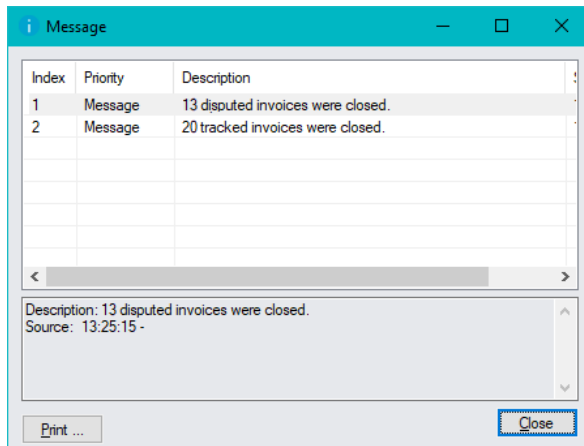 Message
Index Priority Description
1 Message 13 disputed invoices were closed.
2 Message 20 tracked invoices were closed.
Description: 13 disputed invoices were closed.
Source: 13:25:15 -
Print ...
Close